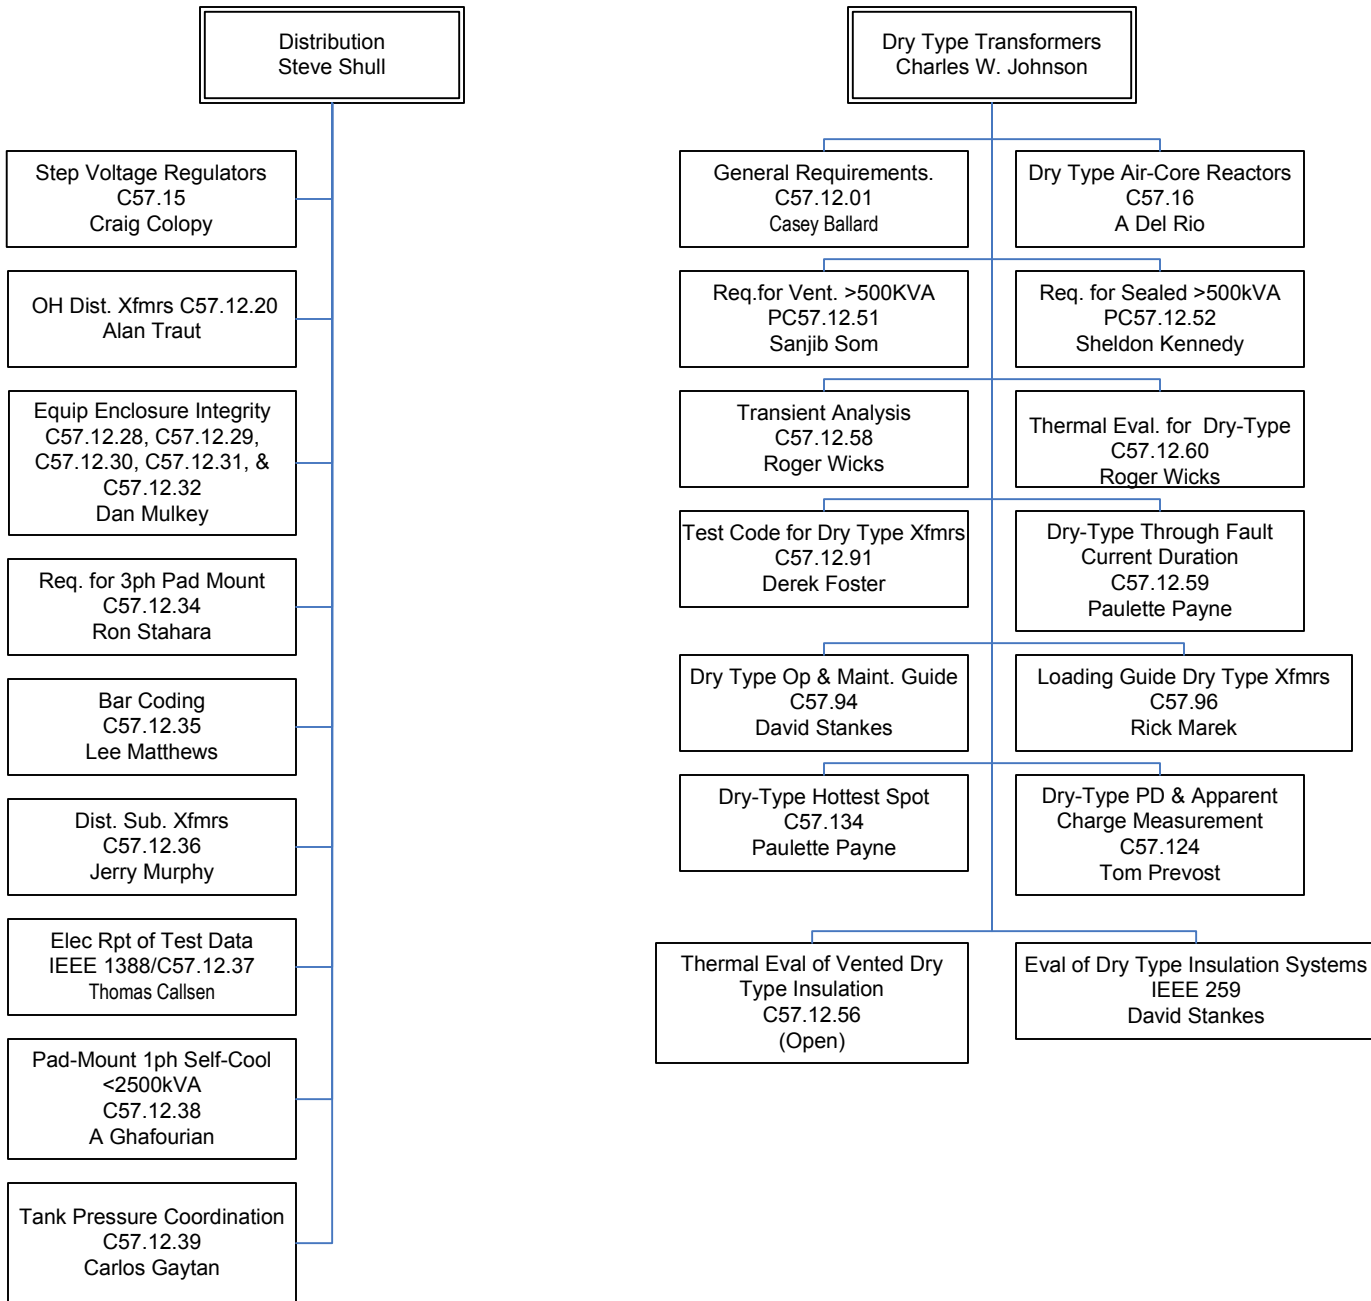 Distribution
Steve Shull
Step Voltage Regulators
C57.15
Craig Colopy
OH Dist. Xfmrs C57.12.20
Alan Traut
Equip Enclosure Integrity
C57.12.28, C57.12.29,
C57.12.30, C57.12.31, &
C57.12.32
Dan Mulkey
Req. for 3ph Pad Mount
C57.12.34
Ron Stahara
Bar Coding
C57.12.35
Lee Matthews
Dist. Sub. Xfmrs
C57.12.36
Jerry Murphy
Elec Rpt of Test Data
IEEE 1388/C57.12.37
Thomas Callsen
Pad-Mount 1ph Self-Cool
<2500kVA
C57.12.38
A Ghafourian
Tank Pressure Coordination
C57.12.39
Carlos Gaytan
Dry Type Transformers
Charles W. Johnson
General Requirements.
C57.12.01
Casey Ballard
Dry Type Air-Core Reactors
C57.16
A Del Rio
Req.for Vent. >500KVA
PC57.12.51
Sanjib Som
Req. for Sealed >500kVA
PC57.12.52
Sheldon Kennedy
Transient Analysis
C57.12.58
Roger Wicks
Thermal Eval. for Dry-Type
C57.12.60
Roger Wicks
Test Code for Dry Type Xfmrs
C57.12.91
Derek Foster
Dry-Type Through Fault
Current Duration
C57.12.59
Paulette Payne
Dry Type Op & Maint. Guide
C57.94
David Stankes
Loading Guide Dry Type Xfmrs
C57.96
Rick Marek
Dry-Type Hottest Spot
C57.134
Paulette Payne
Dry-Type PD & Apparent
Charge Measurement
C57.124
Tom Prevost
Thermal Eval of Vented Dry
Type Insulation
C57.12.56
(Open)
Eval of Dry Type Insulation Systems
IEEE 259
David Stankes